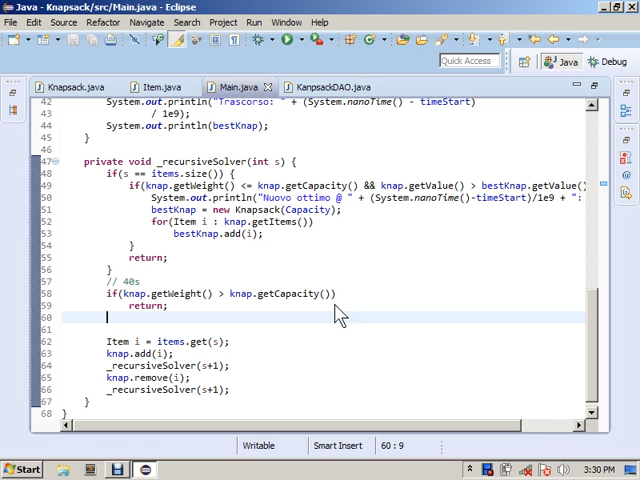 Java - Knapsack/src/Main.java - Eclipse
File Edit Source Refactor Navigate Search Project Run Window Help
Quick Access Java Debug
Knapsack.java Item.java Main.java KanpsackDAO.java
42 System.out.println("Trascorso: " + (System.nanoTime() - timeStart)
43 / 1e9);
44 System.out.println(bestKnap);
45 }
46
47 private void _recursiveSolver(int s) {
48 if(s == items.size()) {
49 if(knap.getWeight() <= knap.getCapacity() && knap.getValue() > bestKnap.getValue()
50 System.out.println("Nuovo ottimo @ " + (System.nanoTime()-timeStart)/1e9 + ":
51 bestKnap = new Knapsack(Capacity);
52 for(Item i : knap.getItems())
53 bestKnap.add(i);
54 }
55 return;
56 }
57 // 40s
58 if(knap.getWeight() > knap.getCapacity())
59 return;
60
61
62 Item i = items.get(s);
63 knap.add(i);
64 _recursiveSolver(s+1);
65 knap.remove(i);
66 _recursiveSolver(s+1);
67 }
68 }
Writable Smart Insert 60 : 9
Start 3:30 PM